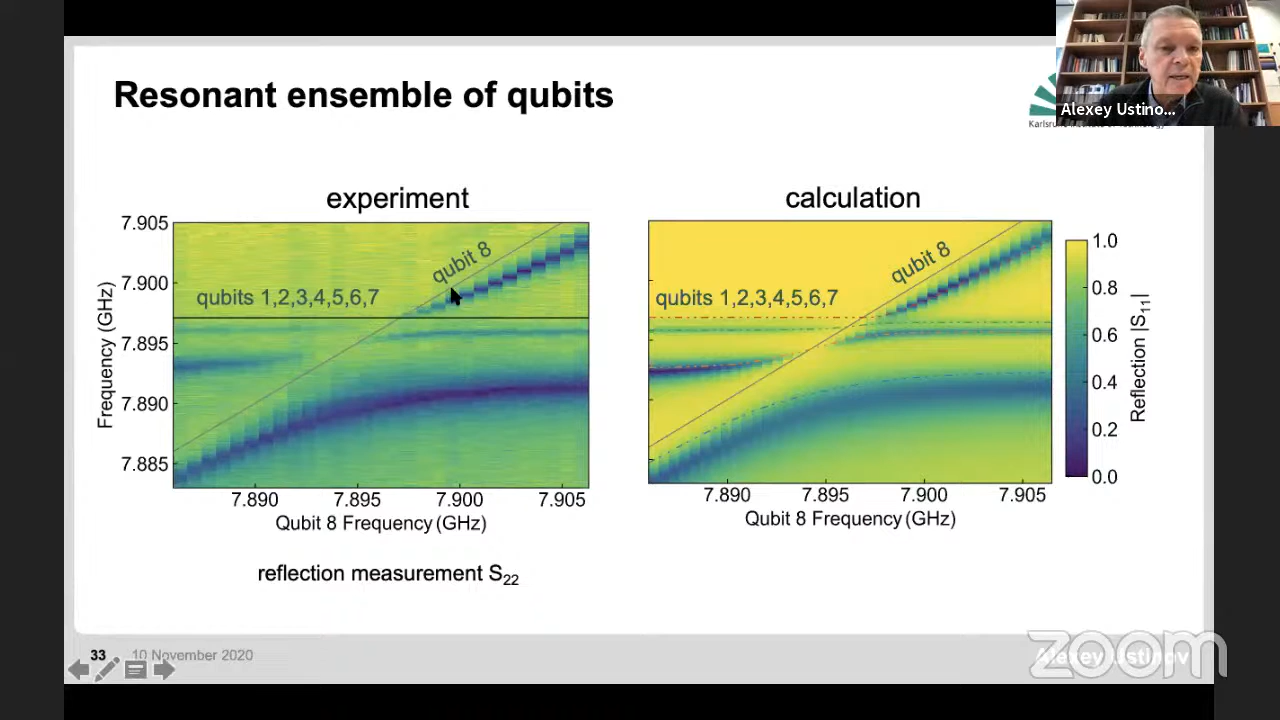 Resonant ensemble of qubits
Alexey Ustino...
experiment
calculation
7.905
7.900
7.895
7.890
7.885
Frequency (GHz)
qubit 8
qubits 1,2,3,4,5,6,7
7.890 7.895 7.900 7.905
Qubit 8 Frequency (GHz)
qubit 8
qubits 1,2,3,4,5,6,7
7.890 7.895 7.900 7.905
Qubit 8 Frequency (GHz)
1.0
0.8
0.6
0.4
0.2
0.0
Reflection |S11|
reflection measurement S22
33 10 November 2020
Alexey Ustinov
zoom